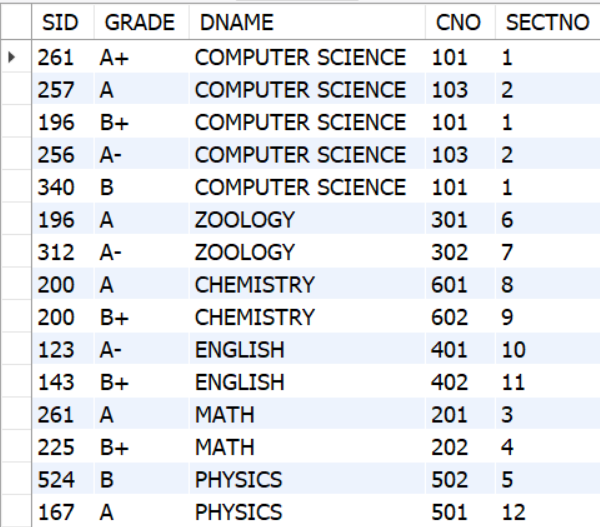 SID GRADE DNAME CNO SECTNO
261 A+ COMPUTER SCIENCE 101 1
257 A COMPUTER SCIENCE 103 2
196 B+ COMPUTER SCIENCE 101 1
256 A- COMPUTER SCIENCE 103 2
340 B COMPUTER SCIENCE 101 1
196 A ZOOLOGY 301 6
312 A- ZOOLOGY 302 7
200 A CHEMISTRY 601 8
200 B+ CHEMISTRY 602 9
123 A- ENGLISH 401 10
143 B+ ENGLISH 402 11
261 A MATH 201 3
225 B+ MATH 202 4
524 B PHYSICS 502 5
167 A PHYSICS 501 12